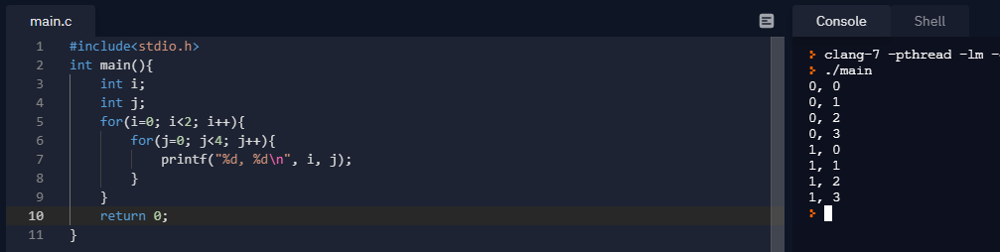 main.c
1 #include<stdio.h>
2 int main(){
3     int i;
4     int j;
5     for(i=0; i<2; i++){
6         for(j=0; j<4; j++){
7             printf("%d, %d\n", i, j);
8         }
9     }
10     return 0;
11 }
Console Shell
clang-7 -pthread -lm -
./main
0, 0
0, 1
0, 2
0, 3
1, 0
1, 1
1, 2
1, 3